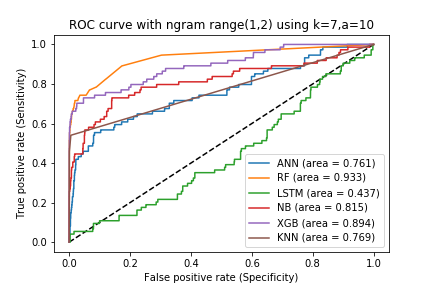 ROC curve with ngram range(1,2) using k=7,a=10
True positive rate (Sensitivity)
1.0
0.8
0.6
0.4
0.2
0.0
ANN (area = 0.761)
RF (area = 0.933)
LSTM (area = 0.437)
NB (area = 0.815)
XGB (area = 0.894)
KNN (area = 0.769)
0.0 0.2 0.4 0.6 0.8 1.0
False positive rate (Specificity)